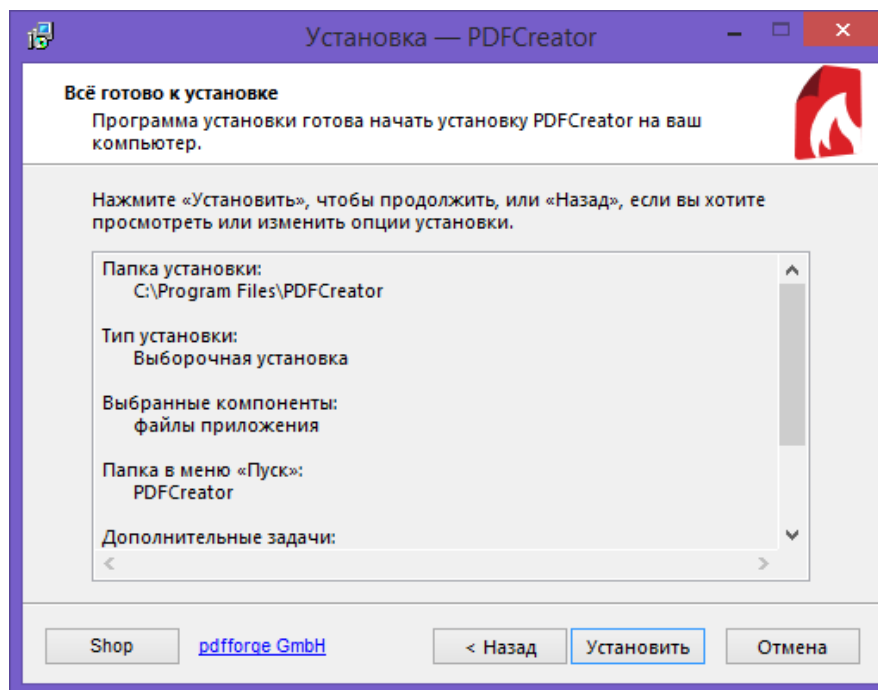 Установка — PDFCreator
Всё готово к установке
Программа установки готова начать установку PDFCreator на ваш
компьютер.
Нажмите «Установить», чтобы продолжить, или «Назад», если вы хотите
просмотреть или изменить опции установки.
Папка установки:
C:\Program Files\PDFCreator
Тип установки:
Выборочная установка
Выбранные компоненты:
файлы приложения
Папка в меню «Пуск»:
PDFCreator
Дополнительные задачи:
Shop
pdfforge GmbH
< Назад
Установить
Отмена